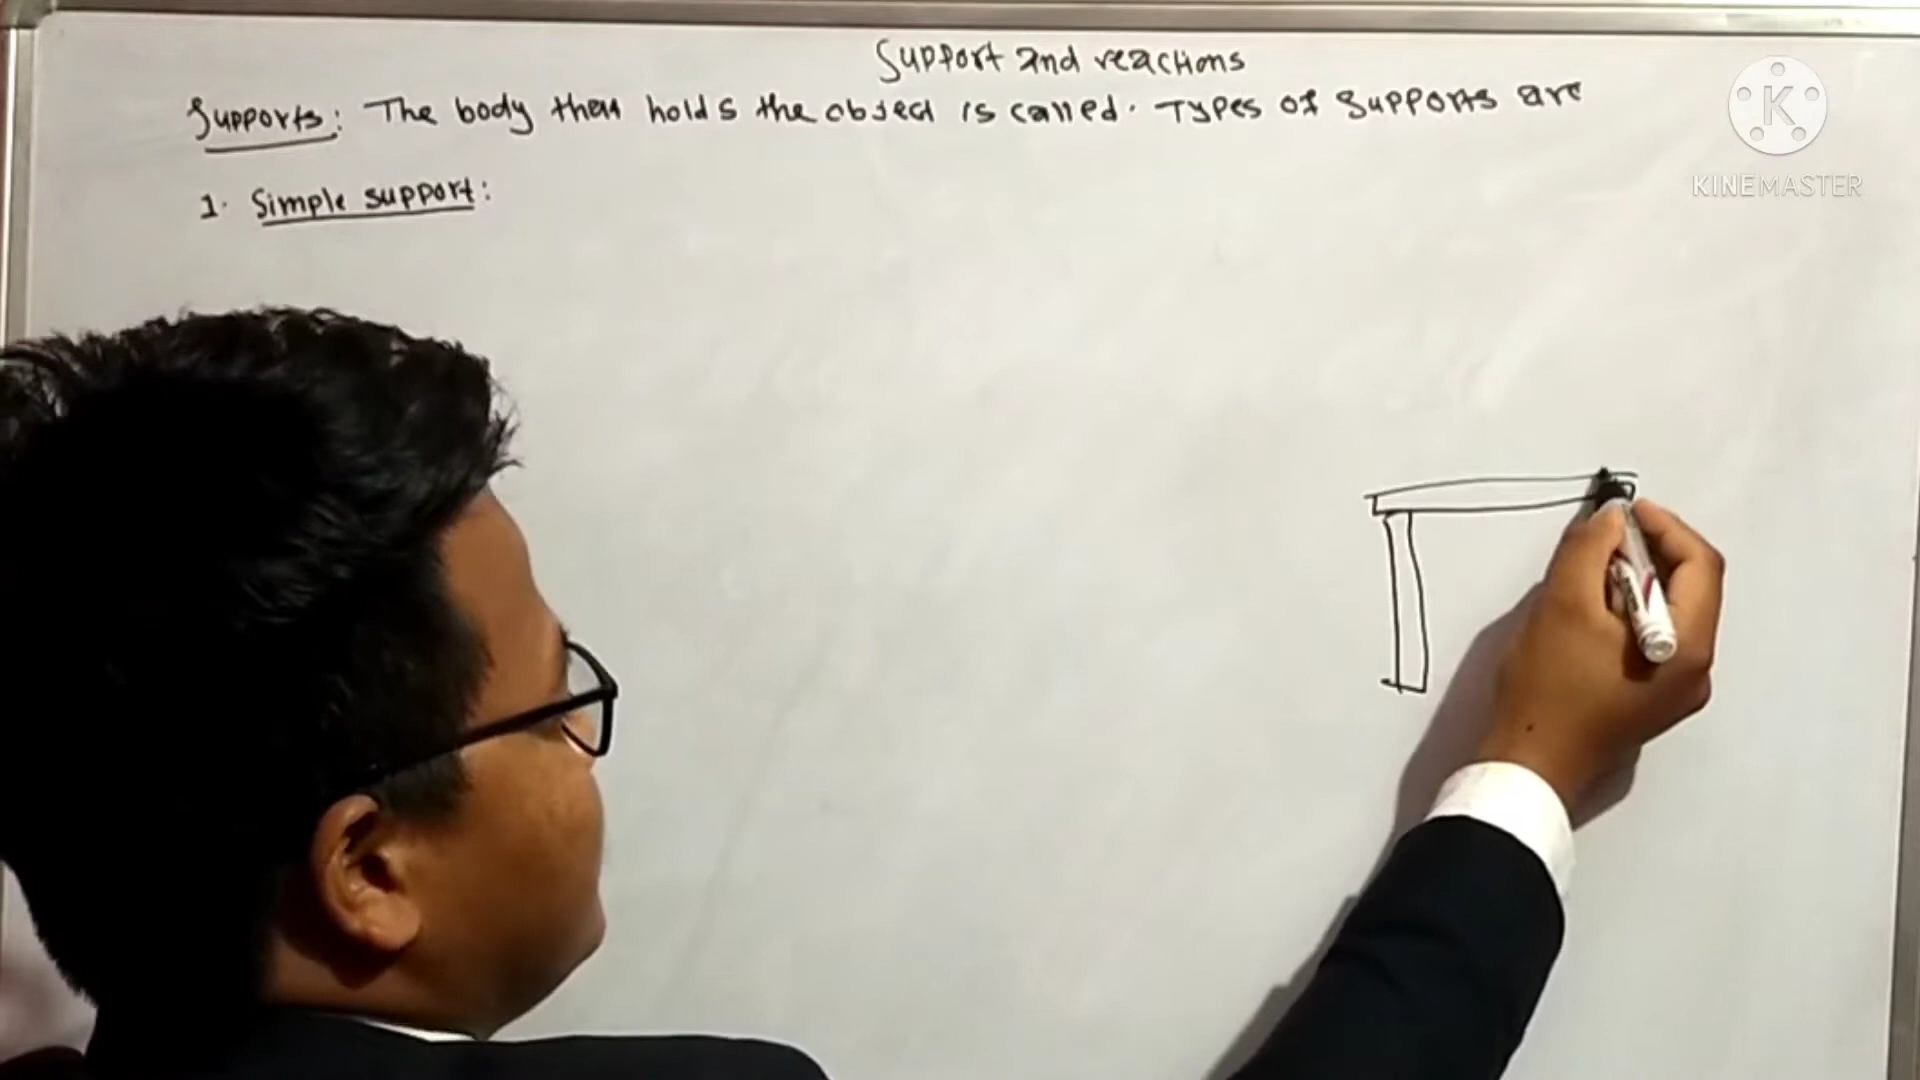 Support and reactions
Supports: The body that holds the object is called. Types of supports are
1. Simple support:
K
KINEMASTER